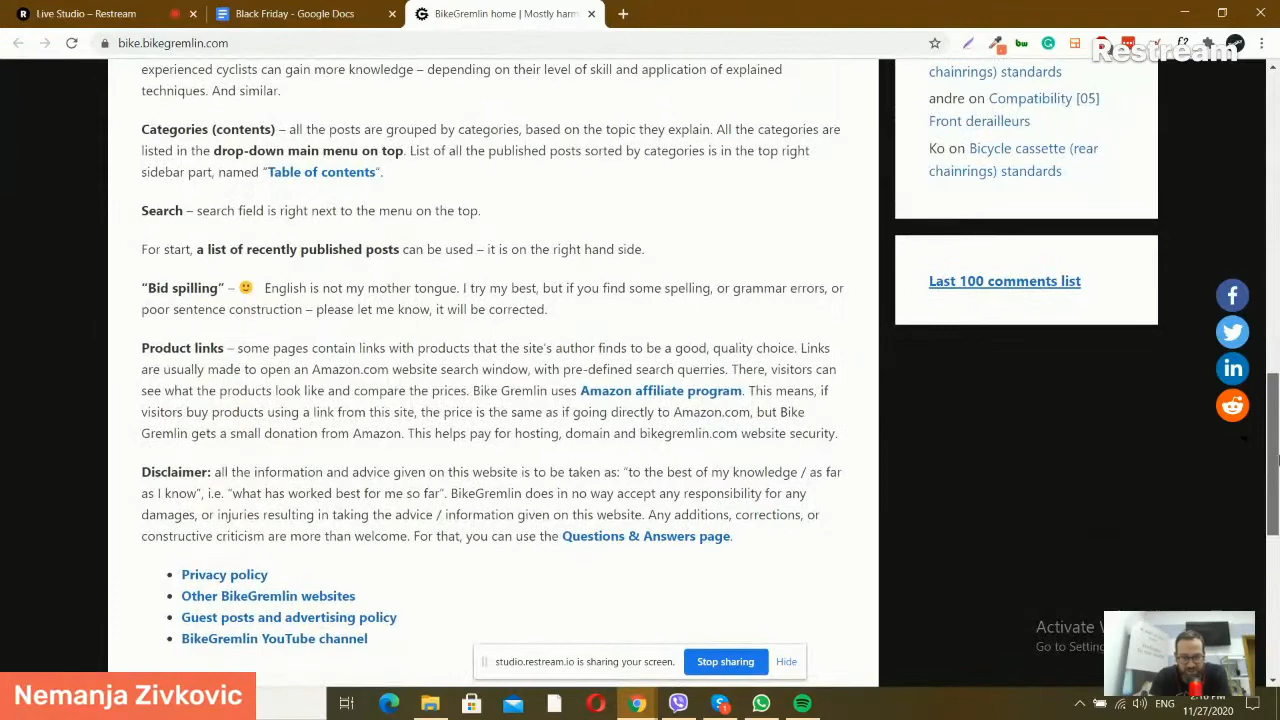 Live Studio – Restream
Black Friday - Google Docs
BikeGremlin home | Mostly harm
bike.bikegremlin.com
Restream
experienced cyclists can gain more knowledge – depending on their level of skill and application of explained
techniques. And similar.
Categories (contents) – all the posts are grouped by categories, based on the topic they explain. All the categories are
listed in the drop-down main menu on top. List of all the published posts sorted by categories is in the top right
sidebar part, named "Table of contents".
Search – search field is right next to the menu on the top.
For start, a list of recently published posts can be used – it is on the right hand side.
"Bid spilling" – 🙂 English is not my mother tongue. I try my best, but if you find some spelling, or grammar errors, or
poor sentence construction – please let me know, it will be corrected.
Product links – some pages contain links with products that the site's author finds to be a good, quality choice. Links
are usually made to open an Amazon.com website search window, with pre-defined search querries. There, visitors can
see what the products look like and compare the prices. Bike Gremlin uses Amazon affiliate program. This means, if
visitors buy products using a link from this site, the price is the same as if going directly to Amazon.com, but Bike
Gremlin gets a small donation from Amazon. This helps pay for hosting, domain and bikegremlin.com website security.
Disclaimer: all the information and advice given on this website is to be taken as: "to the best of my knowledge / as far
as I know", i.e. "what has worked best for me so far". BikeGremlin does in no way accept any responsibility for any
damages, or injuries resulting in taking the advice / information given on this website. Any additions, corrections, or
constructive criticism are more than welcome. For that, you can use the Questions & Answers page.
• Privacy policy
• Other BikeGremlin websites
• Guest posts and advertising policy
• BikeGremlin YouTube channel
chainrings) standards
andre on Compatibility [05]
Front derailleurs
Ko on Bicycle cassette (rear
chainrings) standards
Last 100 comments list
Activate
Go to Setting
studio.restream.io is sharing your screen.
Stop sharing
Hide
Nemanja Zivkovic
ENG
2:18 PM
11/27/2020